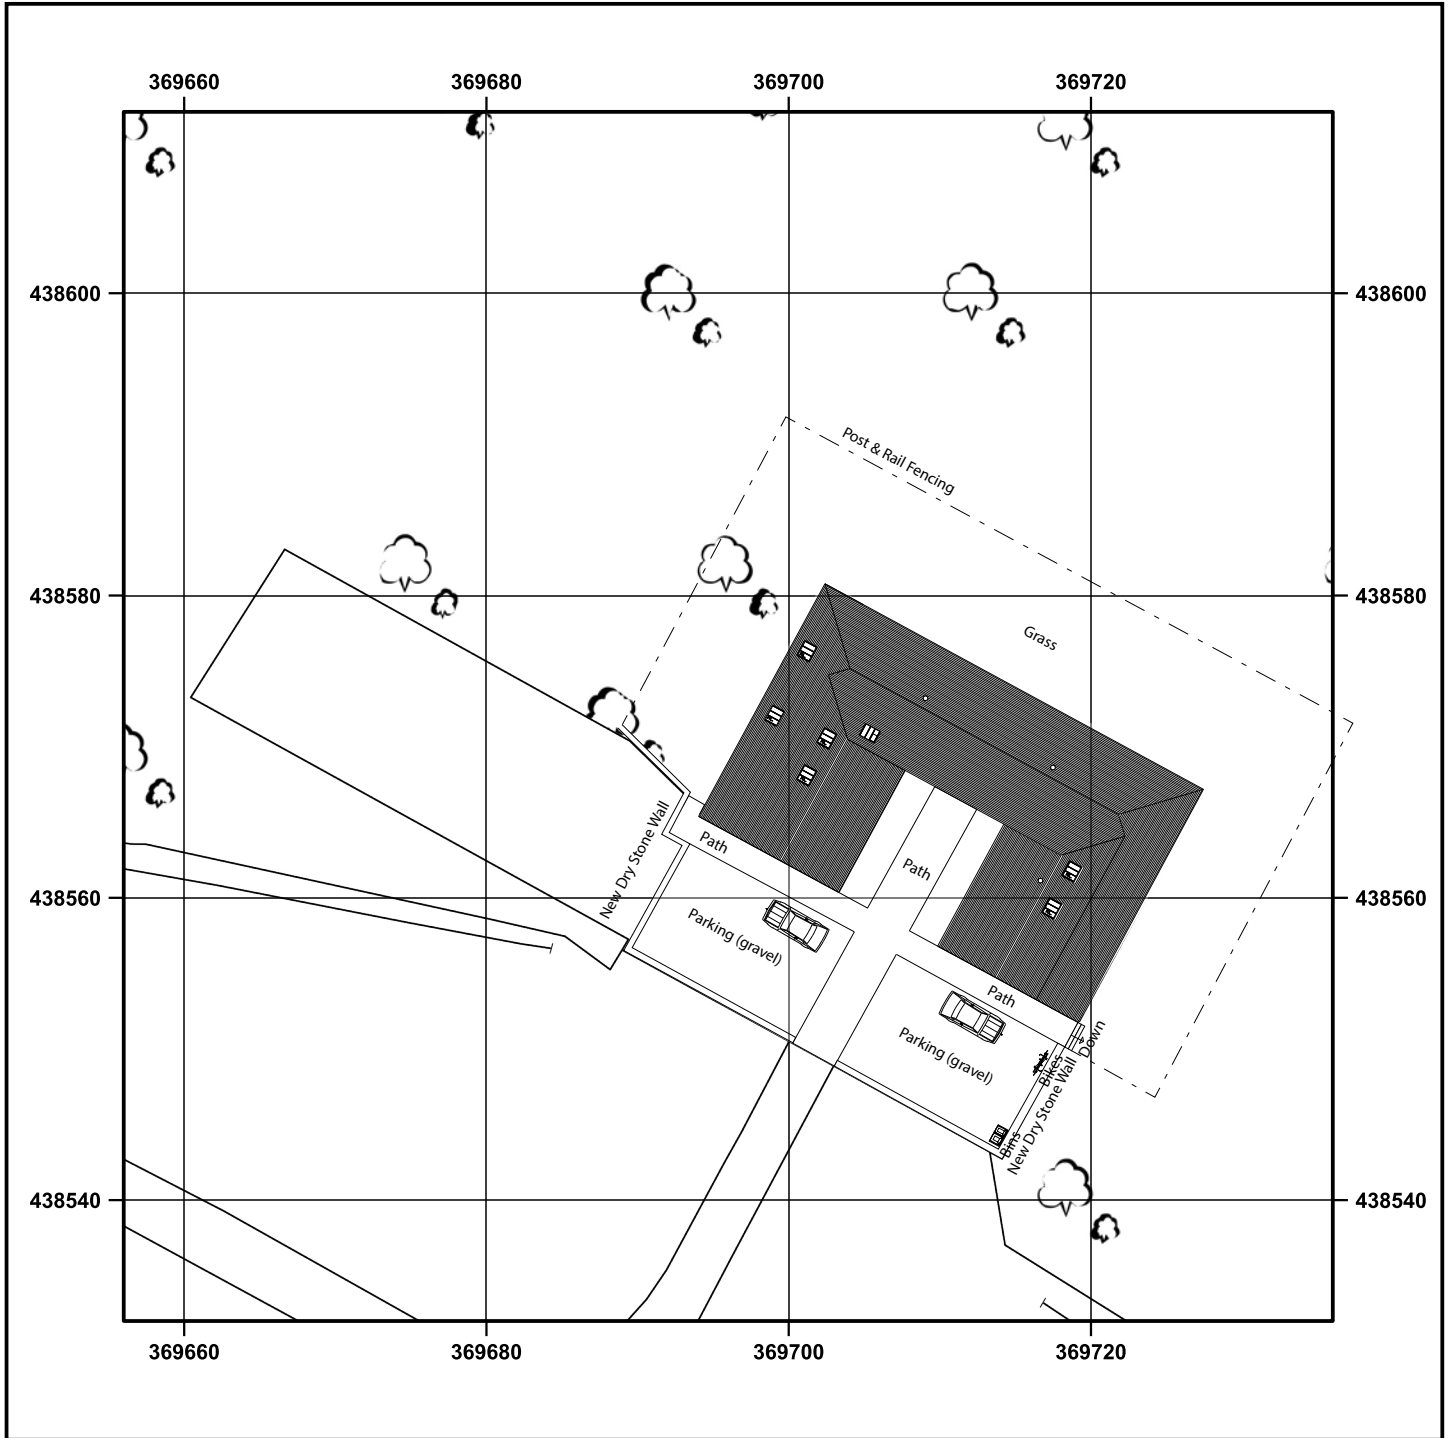 369660
369680
369700
369720
438600
438600
Post & Rail Fencing
438580
438580
Grass
New Dry Stone Wall
Path
Path
438560
438560
Parking (gravel)
Path
Parking (gravel)
Down
Bikes
New Dry Stone Wall
Bins
438540
438540
369660
369680
369700
369720